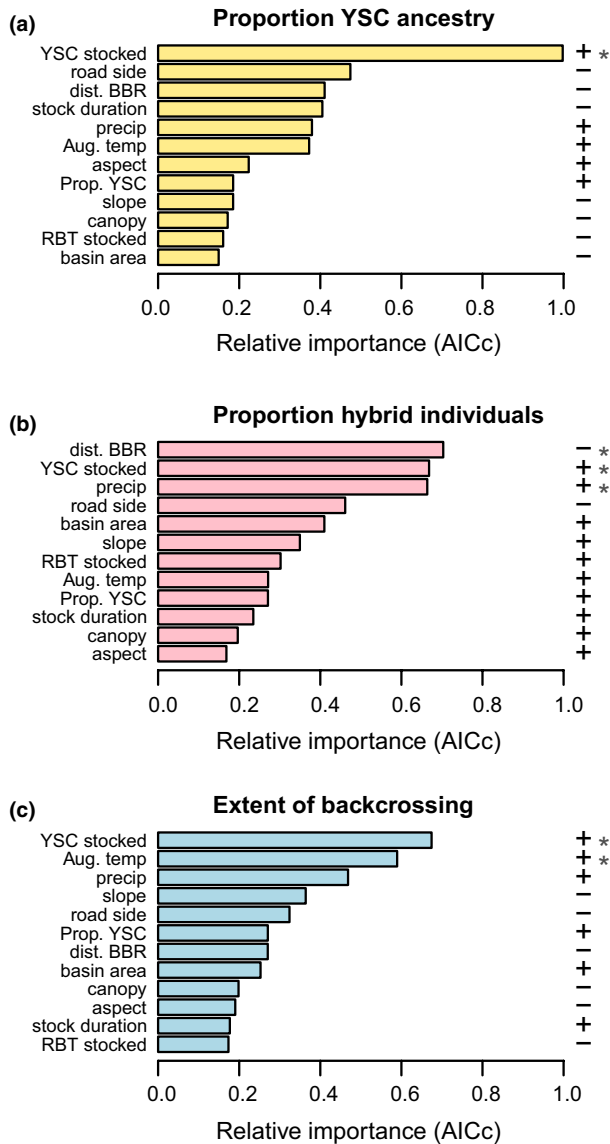 (a) Proportion YSC ancestry
YSC stocked + *
road side −
dist. BBR −
stock duration −
precip +
Aug. temp +
aspect +
Prop. YSC +
slope −
canopy −
RBT stocked −
basin area −
0.0 0.2 0.4 0.6 0.8 1.0
Relative importance (AICc)
(b) Proportion hybrid individuals
dist. BBR − *
YSC stocked + *
precip + *
road side −
basin area +
slope +
RBT stocked +
Aug. temp +
Prop. YSC +
stock duration +
canopy +
aspect +
0.0 0.2 0.4 0.6 0.8 1.0
Relative importance (AICc)
(c) Extent of backcrossing
YSC stocked + *
Aug. temp + *
precip +
slope −
road side −
Prop. YSC +
dist. BBR −
basin area +
canopy −
aspect −
stock duration +
RBT stocked −
0.0 0.2 0.4 0.6 0.8 1.0
Relative importance (AICc)